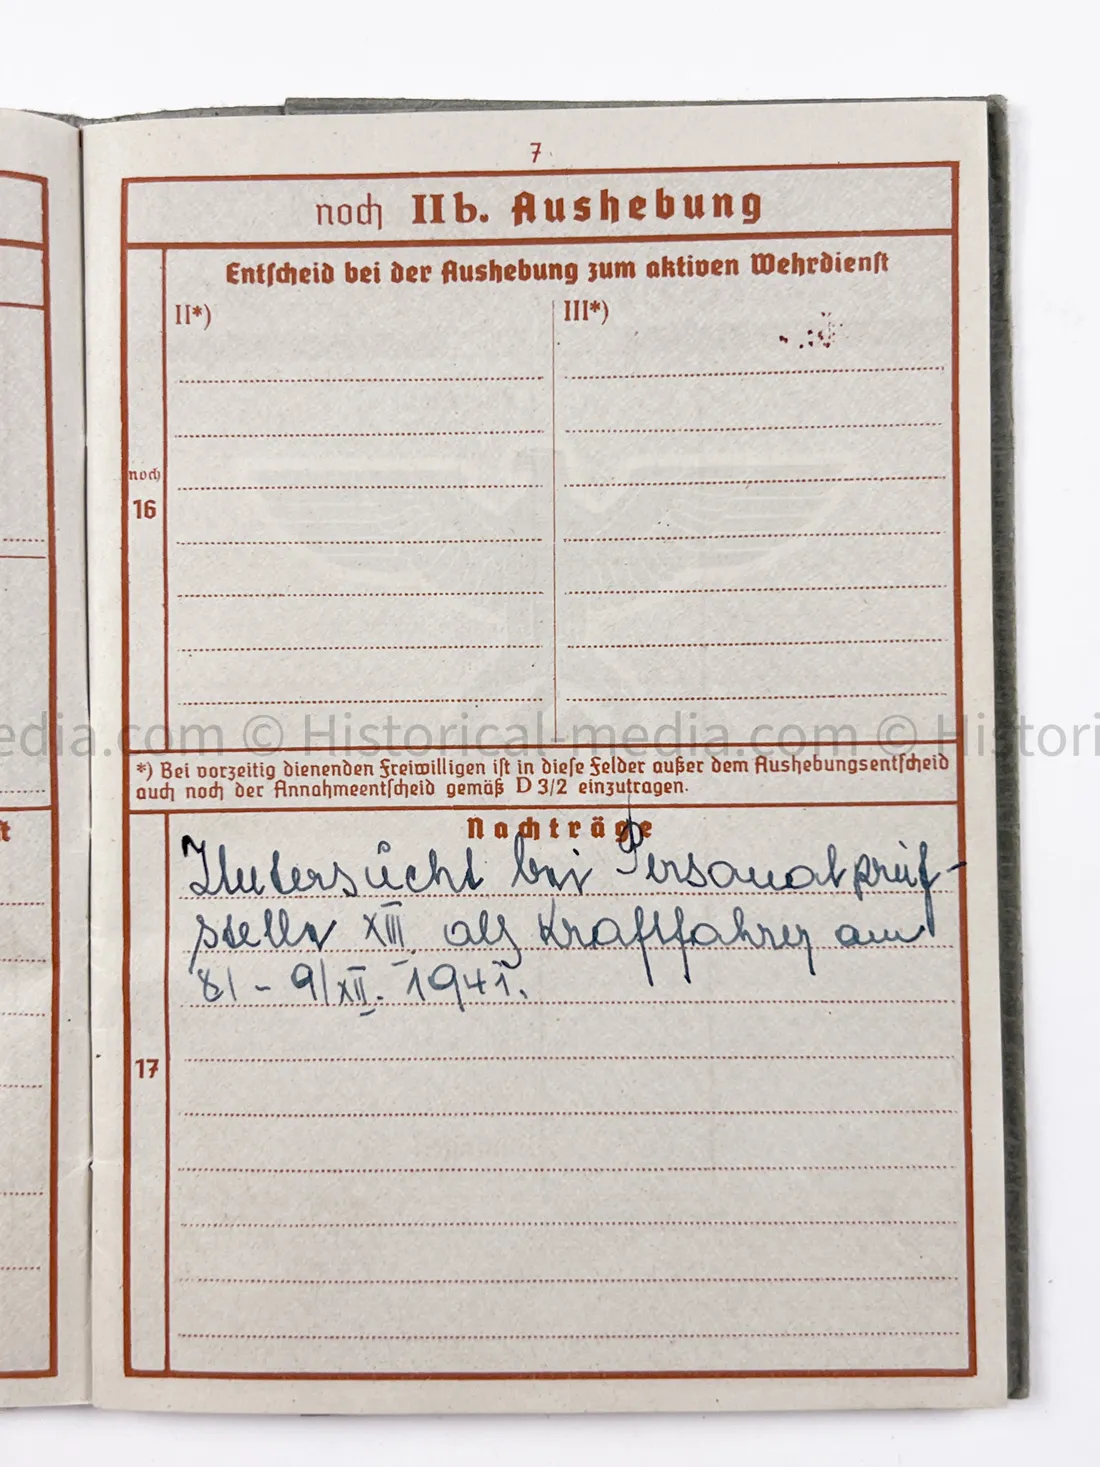 7
noch IIb. Aushebung
Entscheid bei der Aushebung zum aktiven Wehrdienst
II*)
III*)
noch
16
*) Bei vorzeitig dienenden Freiwilligen ist in diese Felder außer dem Aushebungsentscheid
auch noch der Annahmeentscheid gemäß D 3/2 einzutragen.
Nachträge
Untersucht bei Personalprüf-
stelle XIII als Kraftfahrer am
8/ - 9/XII. 1941.
17
edia.com © Historical-media.com © Histori